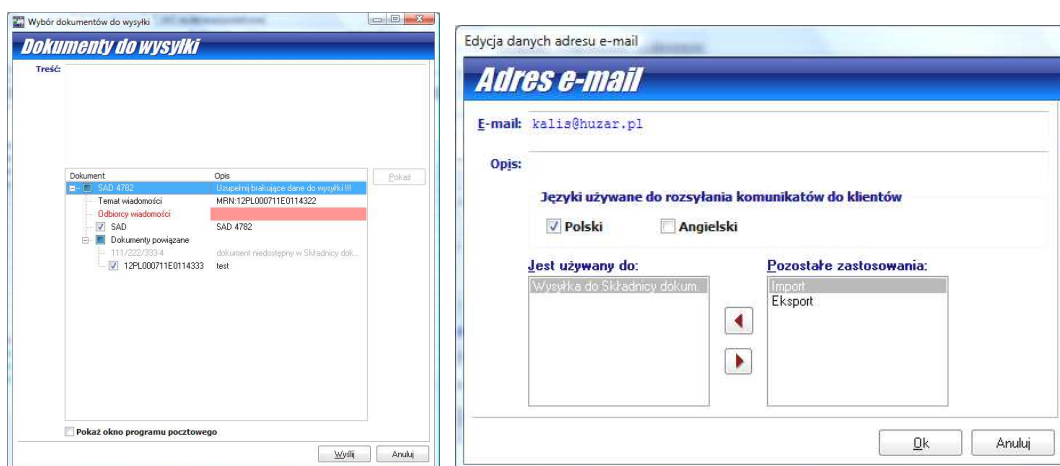 Wybór dokumentów do wysyłki
Dokumenty do wysyłki
Treść:
Dokument Opis
Pokaż
SAD 4782 Uzupełnij brakujące dane do wysyłki !!!
Temat wiadomości MRN:12PL000711E0114322
Odbiorcy wiadomości
SAD SAD 4782
Dokumenty powiązane
111/222/333-4 dokument niedostępny w Składnicy dok...
12PL000711E0114333 test
Pokaż okno programu pocztowego
Wyślij Anuluj
Edycja danych adresu e-mail
Adres e-mail
E-mail: kalis@huzar.pl
Opis:
Języki używane do rozsyłania komunikatów do klientów
Polski Angielski
Jest używany do: Pozostałe zastosowania:
Wysyłka do Składnicy dokum. Import
Eksport
Ok Anuluj